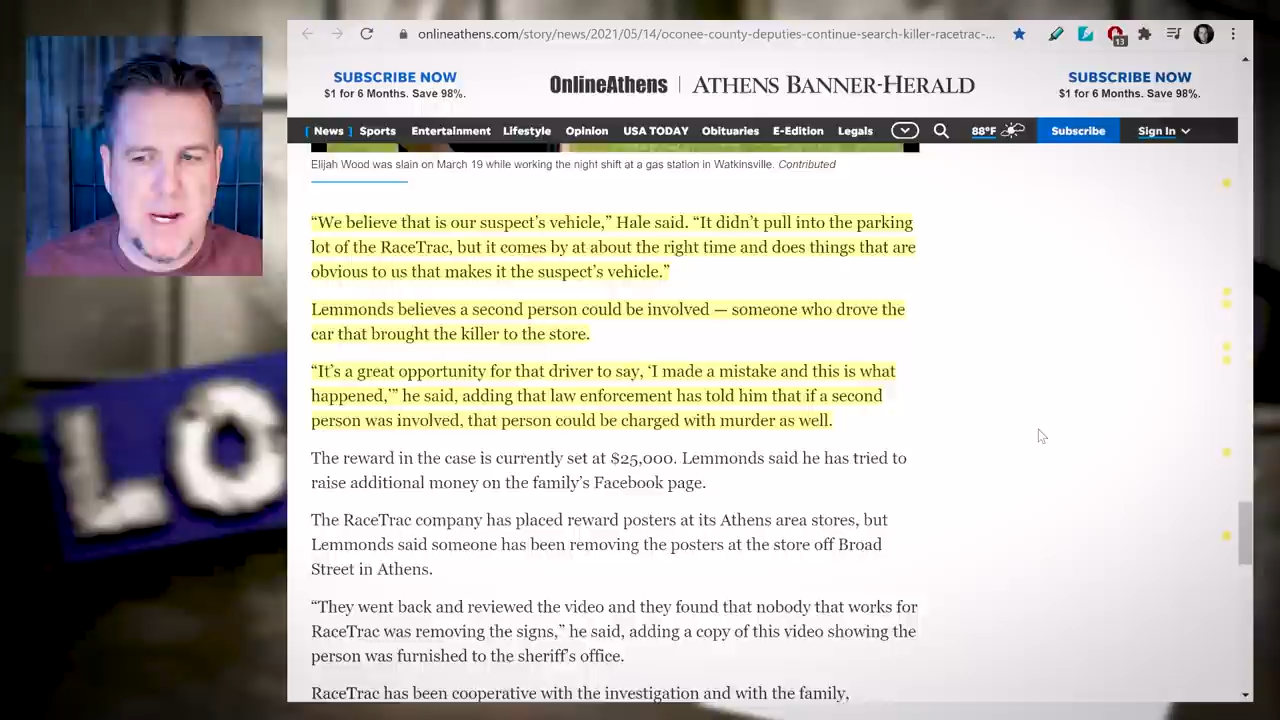 onlineathens.com/story/news/2021/05/14/oconee-county-deputies-continue-search-killer-racetrac-...
13
SUBSCRIBE NOW
$1 for 6 Months. Save 98%.
OnlineAthens | ATHENS BANNER-HERALD
SUBSCRIBE NOW
$1 for 6 Months. Save 98%.
[ News ] Sports Entertainment Lifestyle Opinion USA TODAY Obituaries E-Edition Legals 88°F Subscribe Sign In
Elijah Wood was slain on March 19 while working the night shift at a gas station in Watkinsville. Contributed
“We believe that is our suspect’s vehicle,” Hale said. “It didn’t pull into the parking
lot of the RaceTrac, but it comes by at about the right time and does things that are
obvious to us that makes it the suspect’s vehicle.”
Lemmonds believes a second person could be involved — someone who drove the
car that brought the killer to the store.
“It’s a great opportunity for that driver to say, ‘I made a mistake and this is what
happened,’” he said, adding that law enforcement has told him that if a second
person was involved, that person could be charged with murder as well.
The reward in the case is currently set at $25,000. Lemmonds said he has tried to
raise additional money on the family’s Facebook page.
The RaceTrac company has placed reward posters at its Athens area stores, but
Lemmonds said someone has been removing the posters at the store off Broad
Street in Athens.
“They went back and reviewed the video and they found that nobody that works for
RaceTrac was removing the signs,” he said, adding a copy of this video showing the
person was furnished to the sheriff’s office.
RaceTrac has been cooperative with the investigation and with the family,
LO